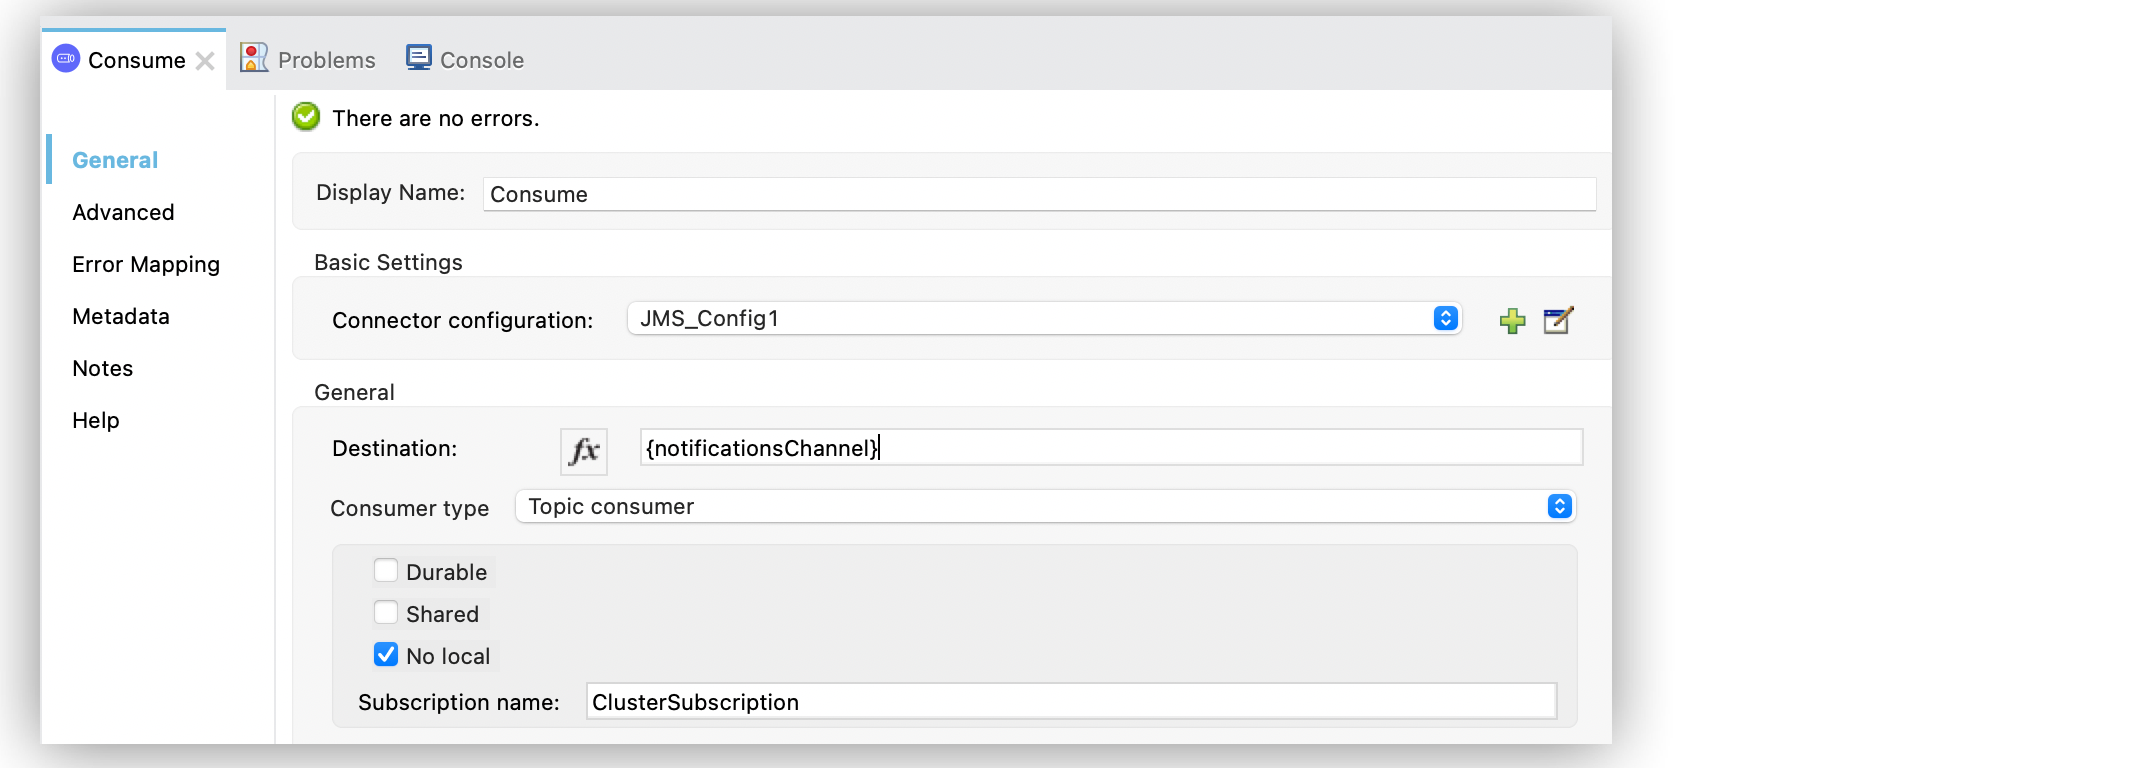 Consume Problems Console
There are no errors.
General
Display Name: Consume
Advanced
Error Mapping
Basic Settings
Metadata
Connector configuration: JMS_Config1
Notes
General
Help
Destination: fx {notificationsChannel}
Consumer type Topic consumer
Durable
Shared
No local
Subscription name: ClusterSubscription